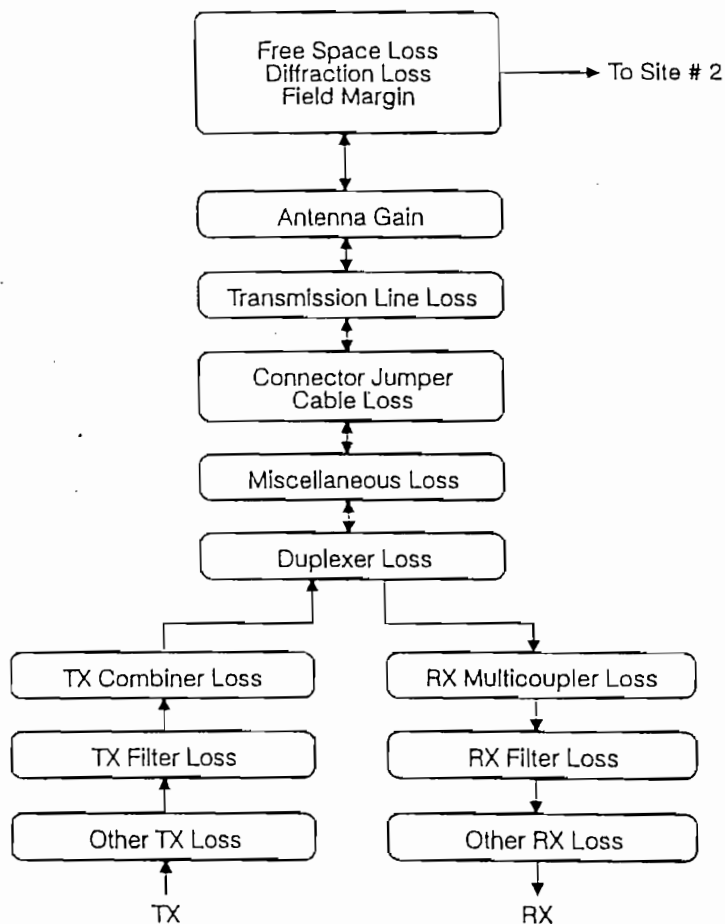 Free Space Loss
Diffraction Loss
Field Margin
To Site # 2
Antenna Gain
Transmission Line Loss
Connector Jumper
Cable Loss
Miscellaneous Loss
Duplexer Loss
TX Combiner Loss
RX Multicoupler Loss
TX Filter Loss
RX Filter Loss
Other TX Loss
Other RX Loss
TX
RX